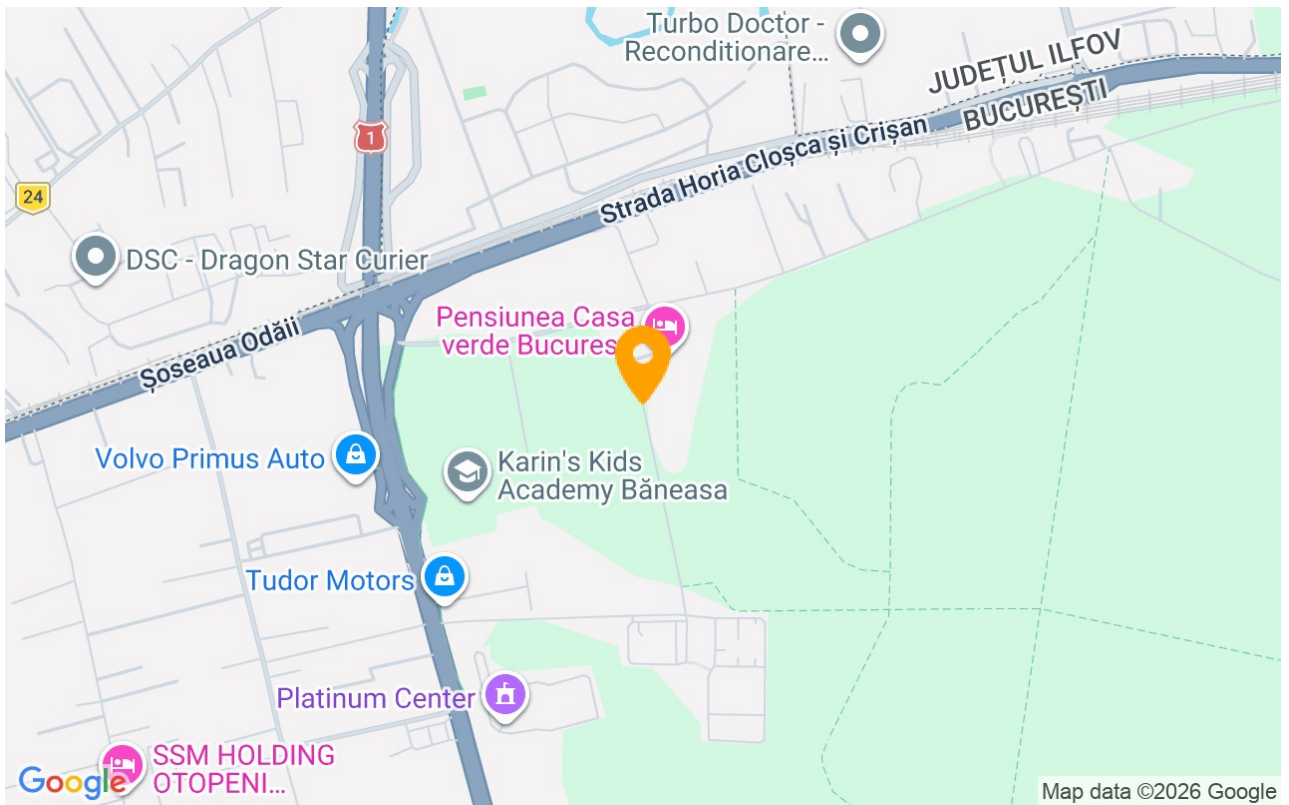 Turbo Doctor -
Reconditionare...
JUDEȚUL ILFOV
BUCUREȘTI
1
Strada Horia Cloșca și Crișan
24
DSC - Dragon Star Curier
Pensiunea Casa
verde Bucures
Șoseaua Odăii
Volvo Primus Auto
Karin's Kids
Academy Băneasa
Tudor Motors
Platinum Center
SSM HOLDING
OTOPENI...
Google
Map data ©2026 Google